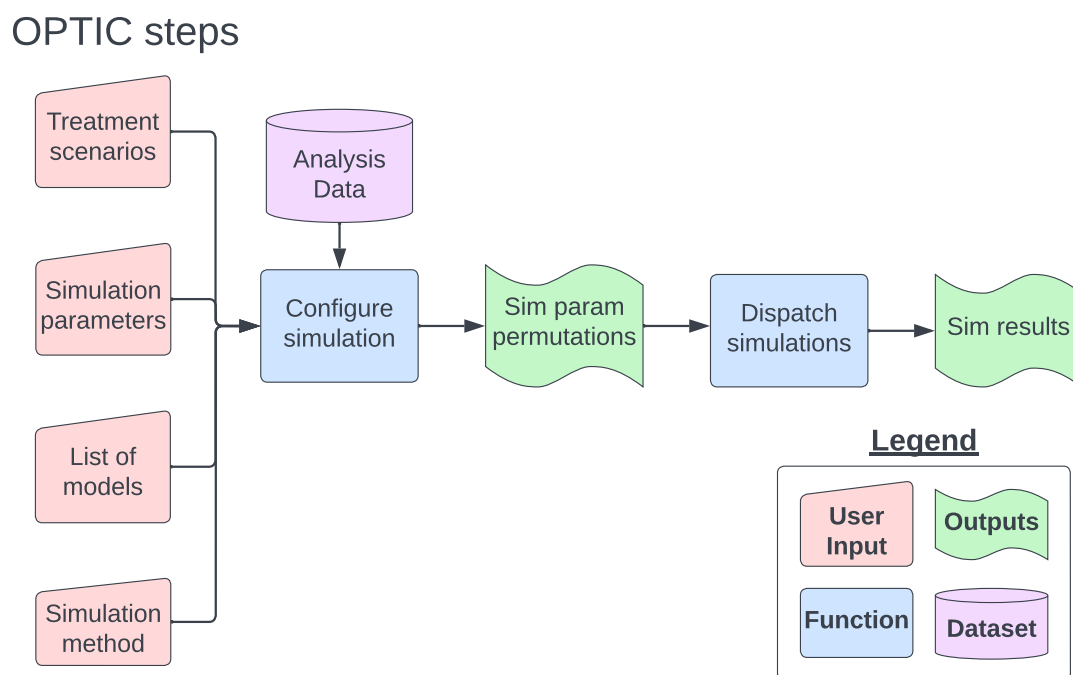 OPTIC steps
Treatment
scenarios
Analysis
Data
Simulation
parameters
Configure
simulation
Sim param
permutations
Dispatch
simulations
Sim results
List of
models
Simulation
method
Legend
User
Input
Outputs
Function
Dataset